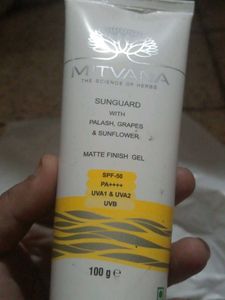 MITVANA
THE SCIENCE OF HERBS
SUNGUARD
WITH
PALASH, GRAPES
& SUNFLOWER
MATTE FINISH GEL
SPF-50
PA++++
UVA1 & UVA2
UVB
100 g e